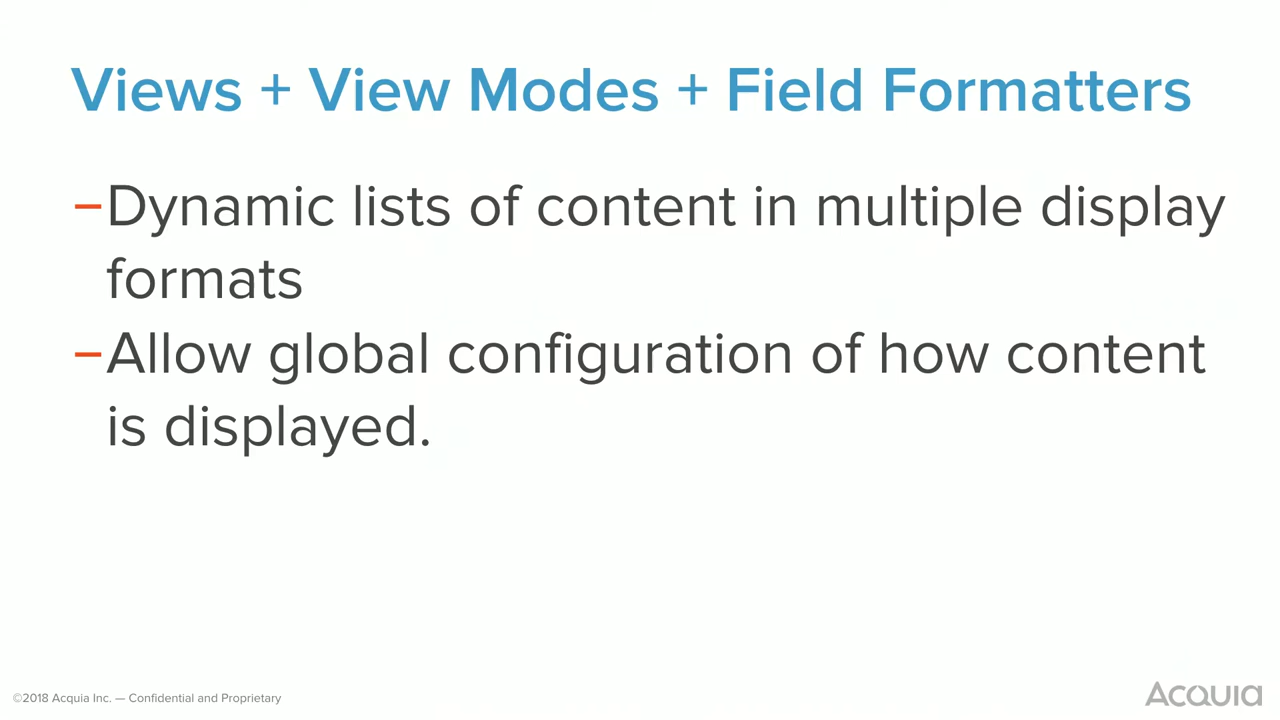 Views + View Modes + Field Formatters
–Dynamic lists of content in multiple display
formats
–Allow global configuration of how content
is displayed.
©2018 Acquia Inc. — Confidential and Proprietary
Acquia